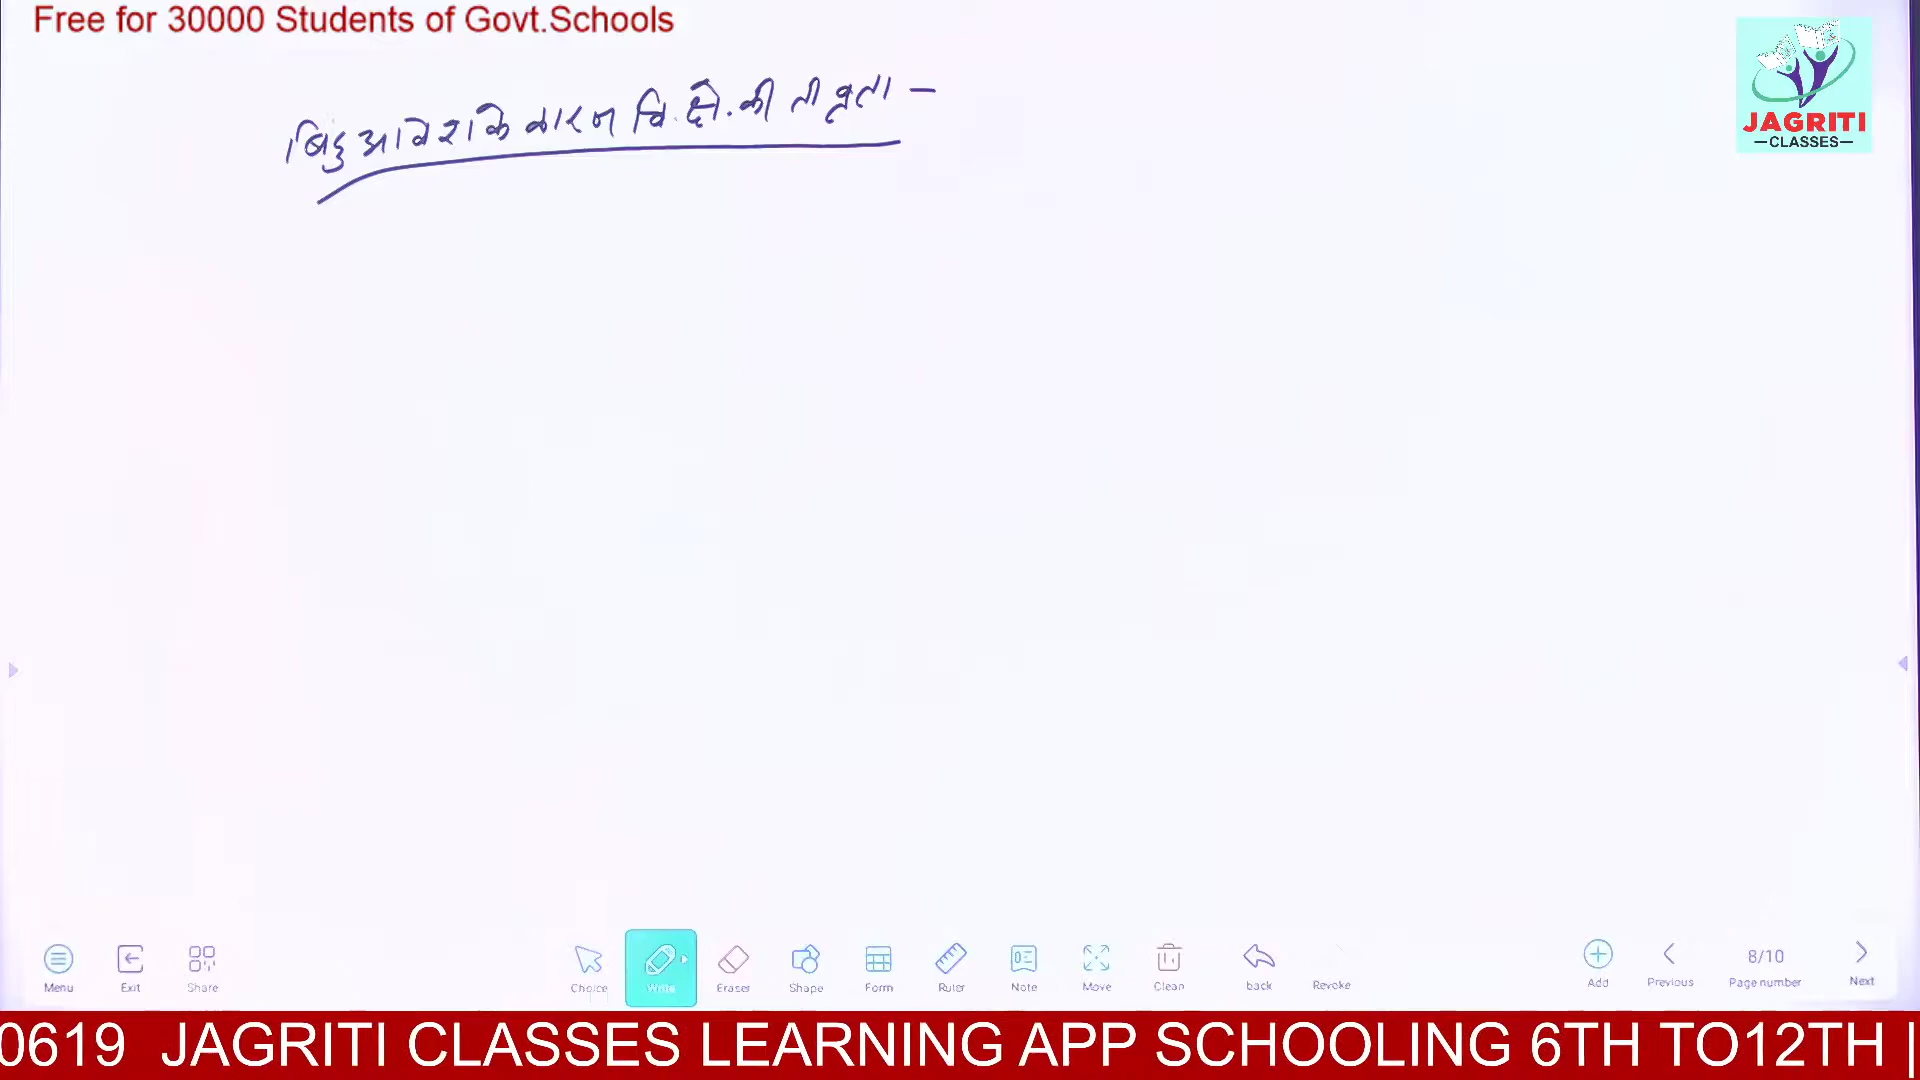 Free for 30000 Students of Govt.Schools
बिंदु आवेश के कारण वि.क्षे.की तीव्रता -
JAGRITI
CLASSES
Menu
Exit
Share
Choice
Write
Eraser
Shape
Form
Ruler
Note
Move
Clean
back
Revoke
Add
Previous
8/10
Page number
Next
0619 JAGRITI CLASSES LEARNING APP SCHOOLING 6TH TO12TH |